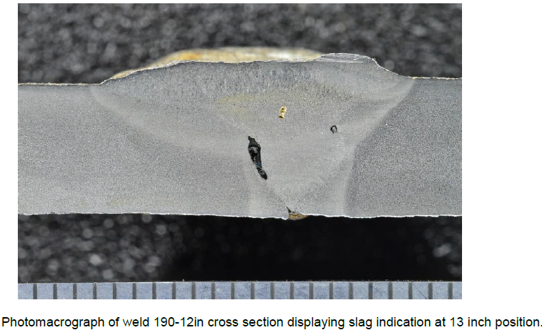 Photomacrograph of weld 190-12in cross section displaying slag indication at 13 inch position.